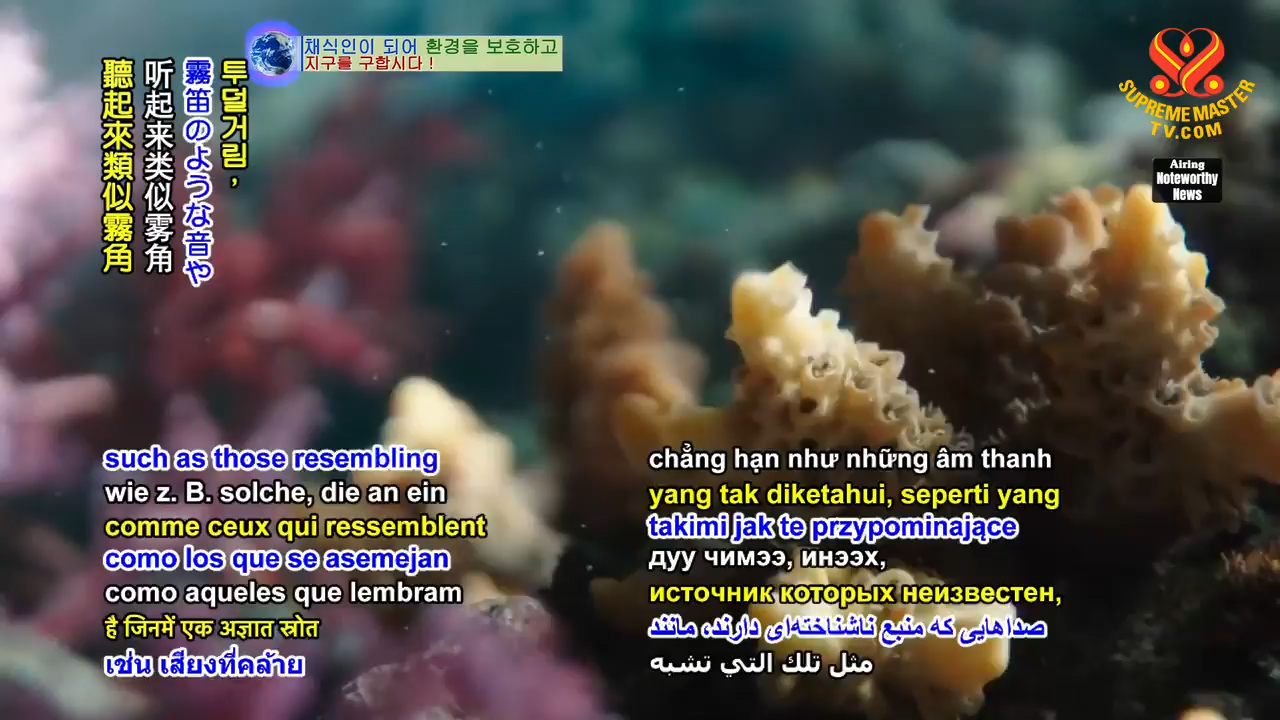 채식인이 되어 환경을 보호하고
지구를 구합시다 !
SUPREME MASTER
TV.COM
Airing
Noteworthy
News
투덜거림,
霧笛のような音や
听起来类似雾角
聽起來類似霧角
such as those resembling
wie z. B. solche, die an ein
comme ceux qui ressemblent
como los que se asemejan
como aqueles que lembram
है जिनमें एक अज्ञात स्रोत
เช่น เสียงที่คล้าย
chẳng hạn như những âm thanh
yang tak diketahui, seperti yang
takimi jak te przypominające
дуу чимээ, инээх,
источник которых неизвестен,
صداهایی که منبع ناشناخته‌ای دارند، مانند
مثل تلك التي تشبه